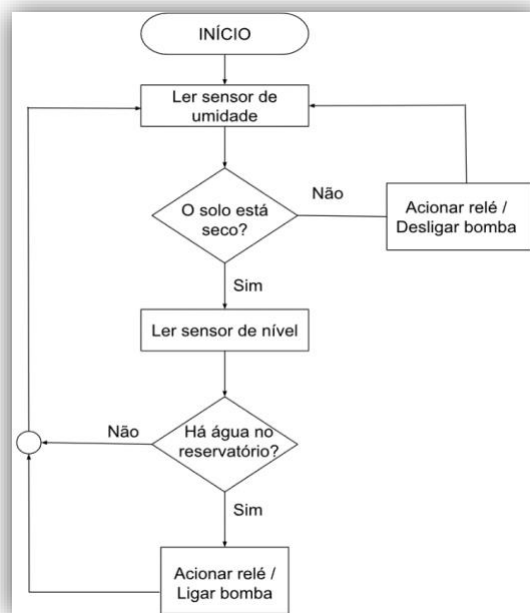 INÍCIO
Ler sensor de
umidade
O solo está
seco?
Não
Acionar relé /
Desligar bomba
Sim
Ler sensor de nível
Há água no
reservatório?
Não
Sim
Acionar relé /
Ligar bomba